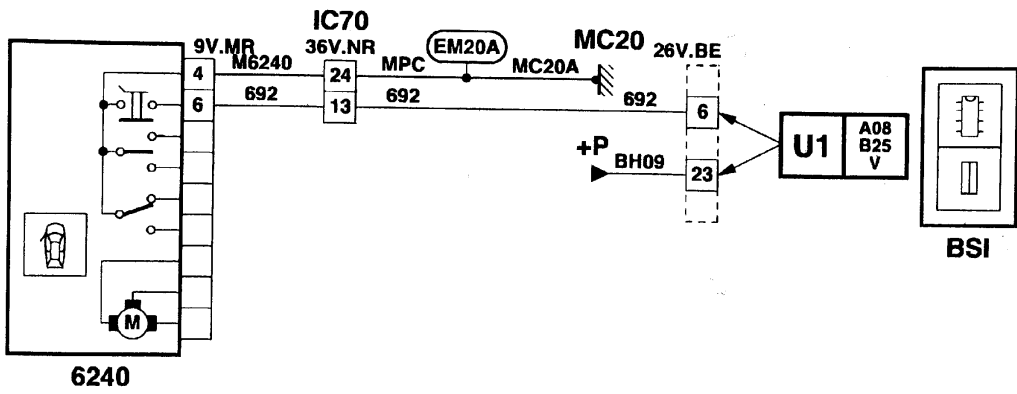 IC70
MC20
9V.MR
36V.NR
EM20A
26V.BE
4
M6240
24
MPC
MC20A
6
692
13
692
692
6
U1
A08
B25
V
+P
BH09
23
BSI
M
6240